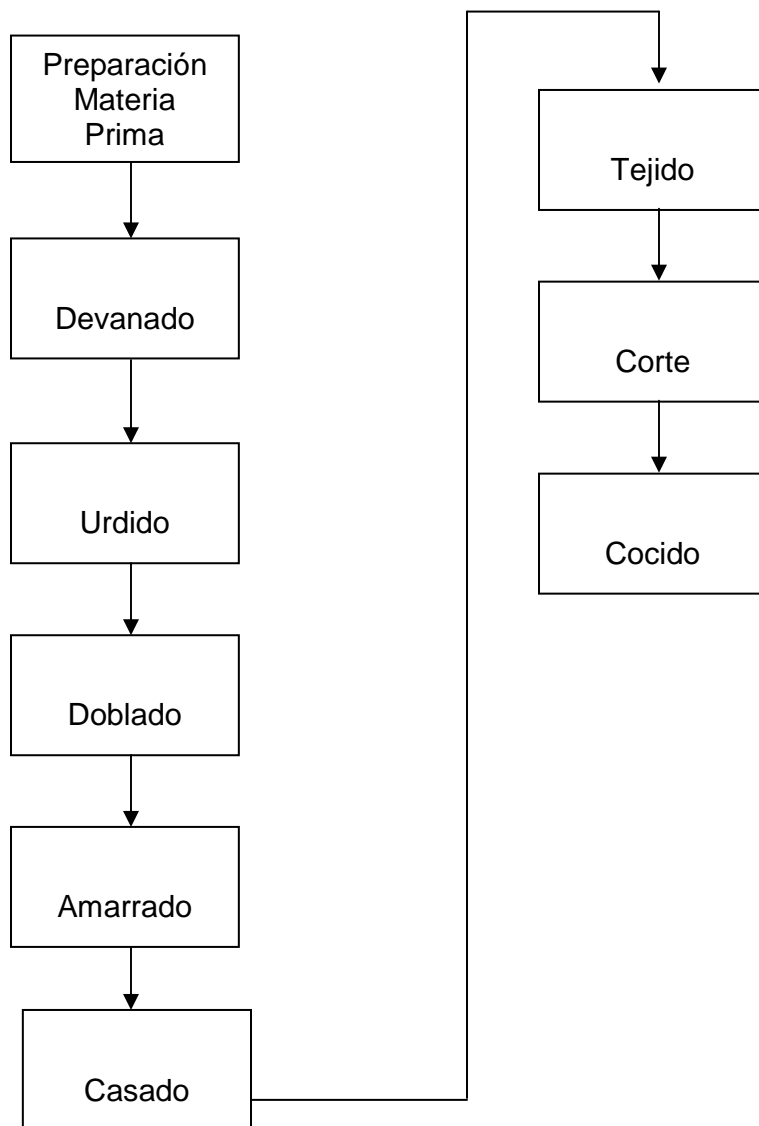 Preparación
Materia
Prima
Devanado
Urdido
Doblado
Amarrado
Casado
Tejido
Corte
Cocido